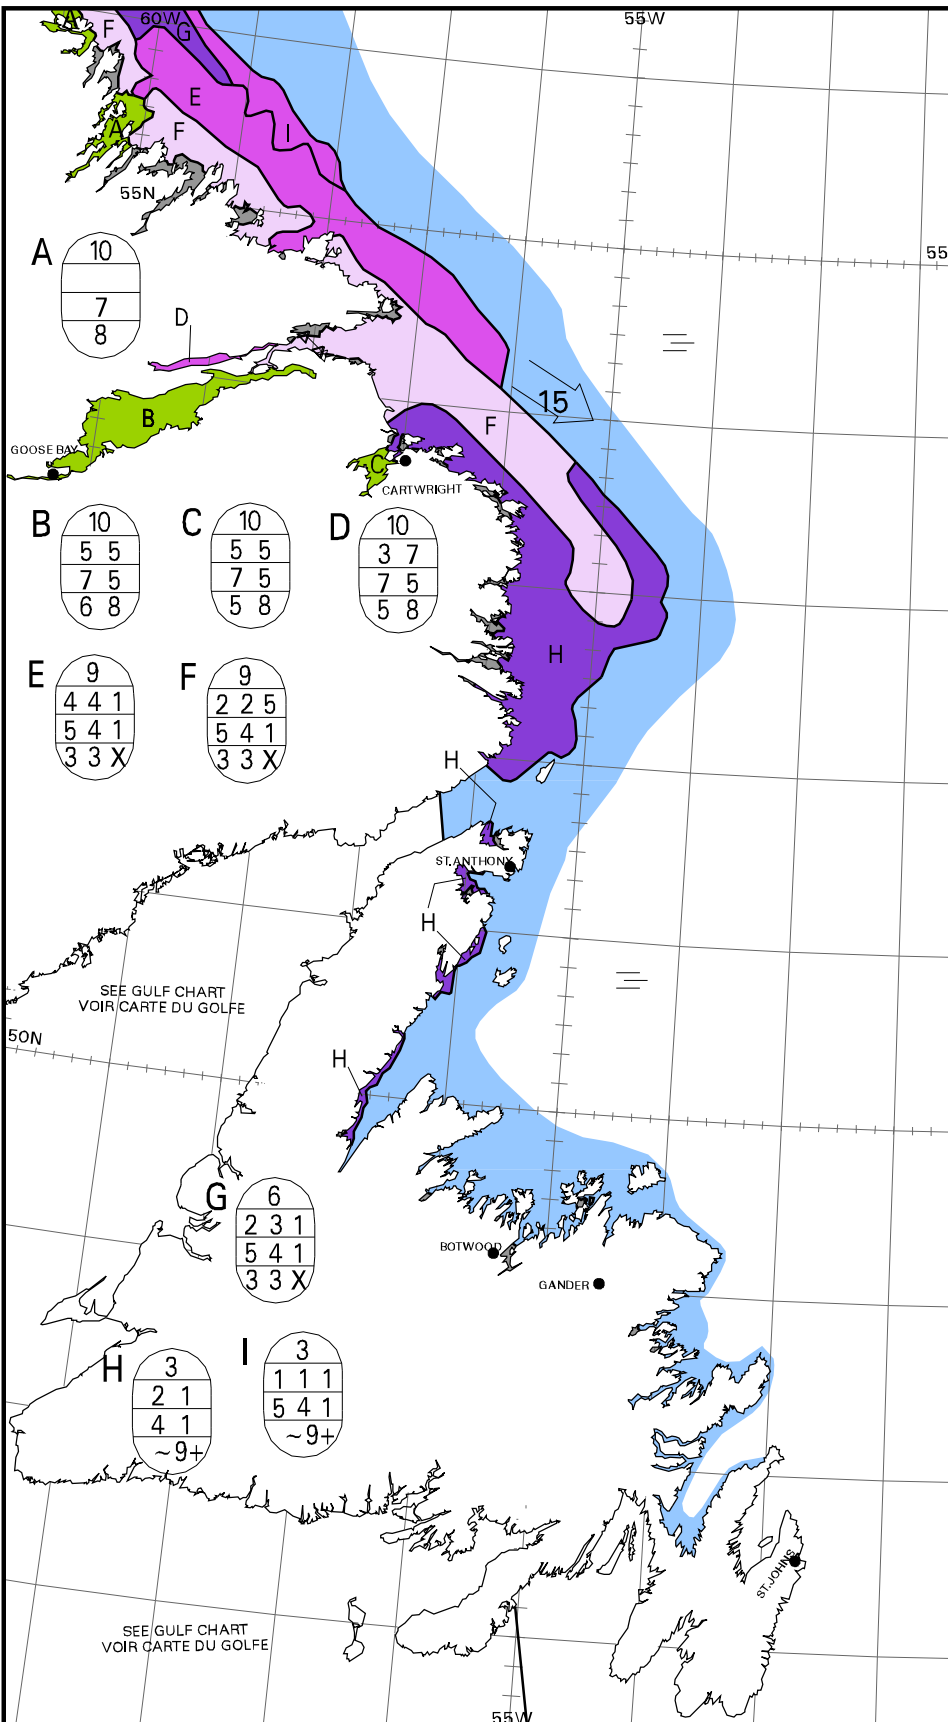 A
60W
G
55W
F
E
I
A
F
55N
55
A
10
7
8
D
15
B
F
GOOSE BAY
C
CARTWRIGHT
B
10
5 5
7 5
6 8
C
10
5 5
7 5
5 8
D
10
3 7
7 5
5 8
H
E
9
4 4 1
5 4 1
3 3 X
F
9
2 2 5
5 4 1
3 3 X
H
ST.ANTHONY
H
SEE GULF CHART
VOIR CARTE DU GOLFE
50N
H
G
6
2 3 1
5 4 1
3 3 X
BOTWOOD
GANDER
H
3
2 1
4 1
~9+
I
3
1 1 1
5 4 1
~9+
ST.JOHNS
SEE GULF CHART
VOIR CARTE DU GOLFE
55W